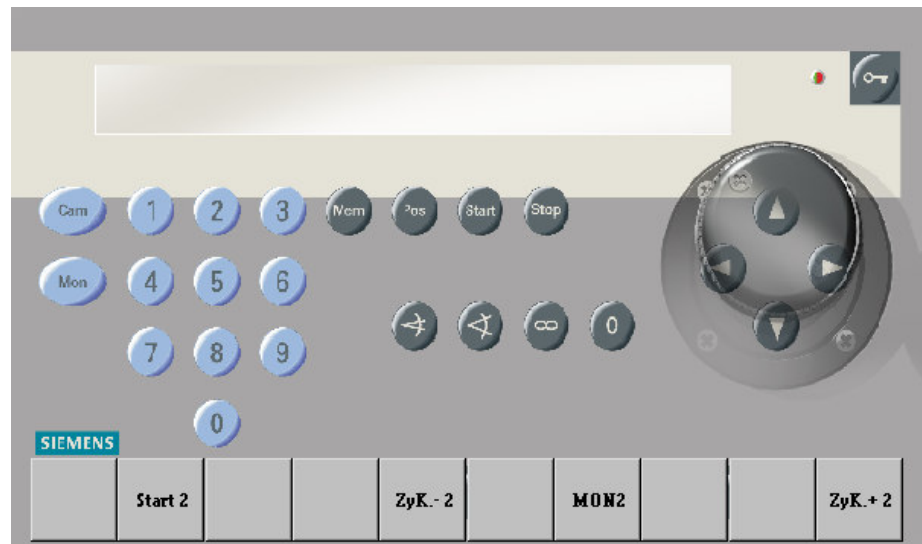 Cam 1 2 3 Mem Pos Start Stop
Mon 4 5 6
7 8 9 ∞ 0
0
SIEMENS
Start 2 ZyK.- 2 MON2 ZyK.+ 2